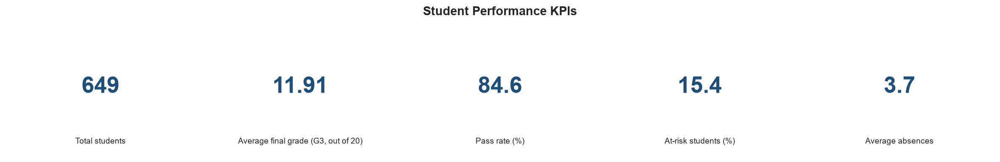 Student Performance KPIs
649
11.91
84.6
15.4
3.7
Total students
Average final grade (G3, out of 20)
Pass rate (%)
At-risk students (%)
Average absences